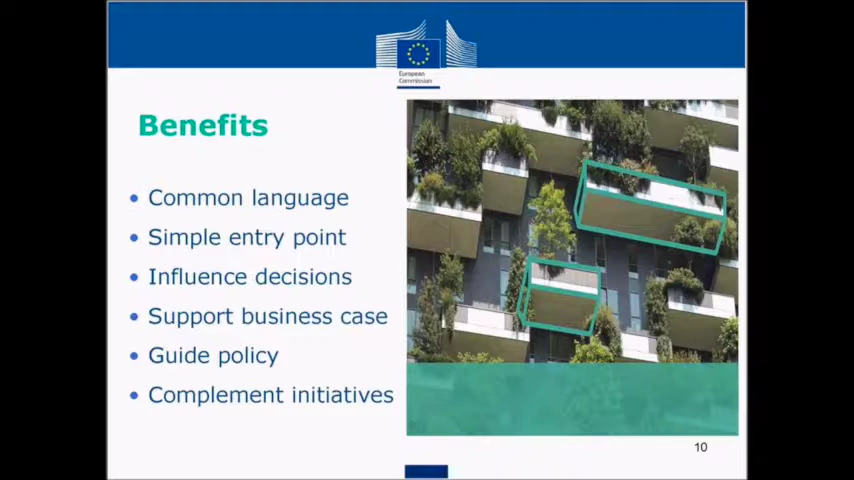 European
Commission
Benefits
• Common language
• Simple entry point
• Influence decisions
• Support business case
• Guide policy
• Complement initiatives
10